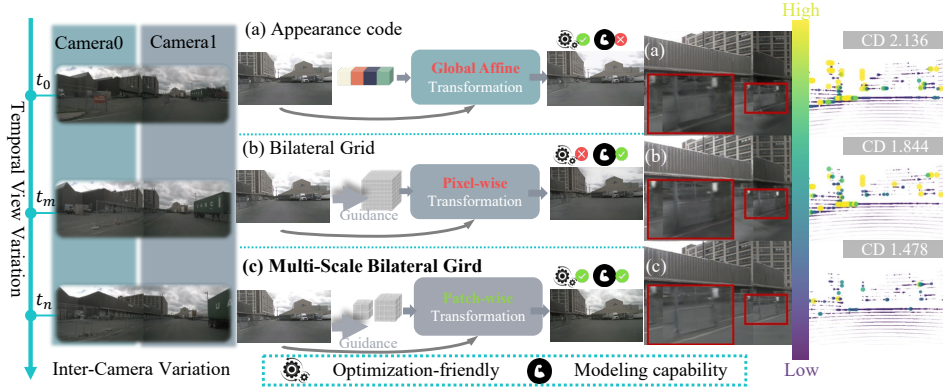 Temporal View Variation
t0
tm
tn
Camera0
Camera1
Inter-Camera Variation
(a) Appearance code
Global Affine
Transformation
(b) Bilateral Grid
Guidance
Pixel-wise
Transformation
(c) Multi-Scale Bilateral Gird
Guidance
Patch-wise
Transformation
Optimization-friendly
Modeling capability
(a)
(b)
(c)
High
Low
CD 2.136
CD 1.844
CD 1.478